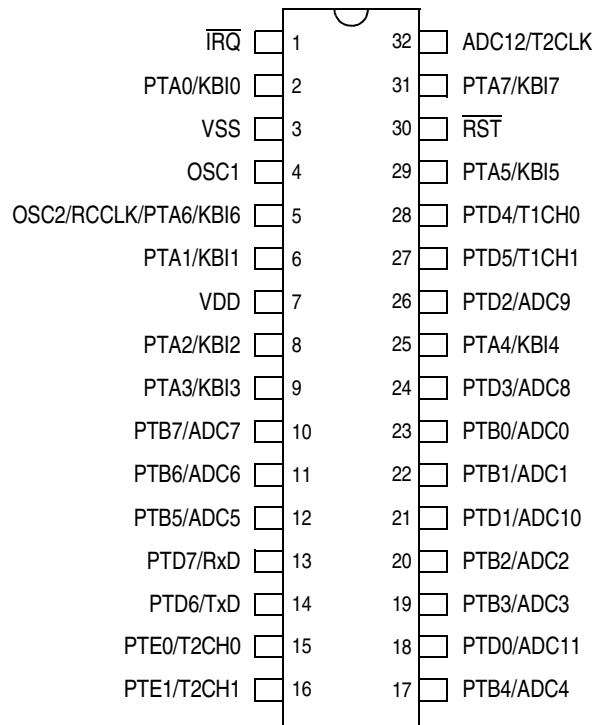 IRQ 1 32 ADC12/T2CLK
PTA0/KBI0 2 31 PTA7/KBI7
VSS 3 30 RST
OSC1 4 29 PTA5/KBI5
OSC2/RCCLK/PTA6/KBI6 5 28 PTD4/T1CH0
PTA1/KBI1 6 27 PTD5/T1CH1
VDD 7 26 PTD2/ADC9
PTA2/KBI2 8 25 PTA4/KBI4
PTA3/KBI3 9 24 PTD3/ADC8
PTB7/ADC7 10 23 PTB0/ADC0
PTB6/ADC6 11 22 PTB1/ADC1
PTB5/ADC5 12 21 PTD1/ADC10
PTD7/RxD 13 20 PTB2/ADC2
PTD6/TxD 14 19 PTB3/ADC3
PTE0/T2CH0 15 18 PTD0/ADC11
PTE1/T2CH1 16 17 PTB4/ADC4